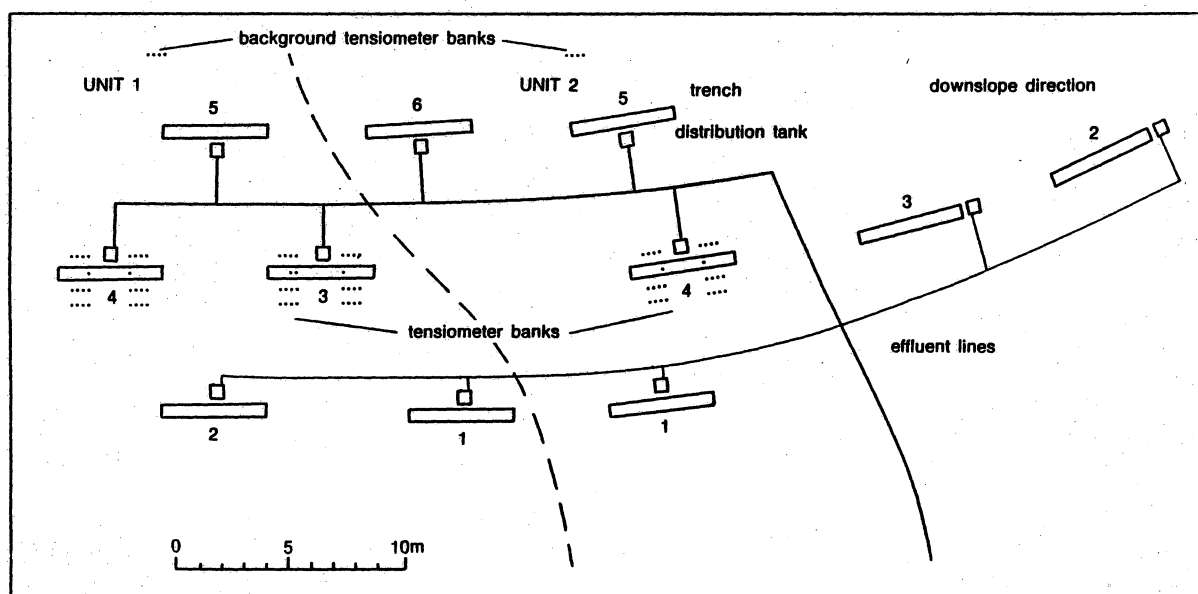 background tensiometer banks
UNIT 1
UNIT 2
downslope direction
5
6
5
trench
distribution tank
2
3
4
3
4
tensiometer banks
effluent lines
2
1
1
0 5 10m